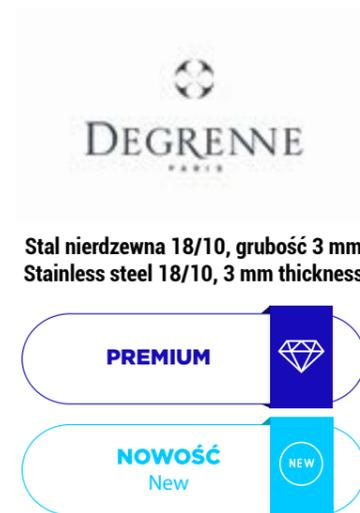 DEGRENNE
PARIS
Stal nierdzewna 18/10, grubość 3 mm
Stainless steel 18/10, 3 mm thickness
PREMIUM
NOWOŚĆ
NEW
New